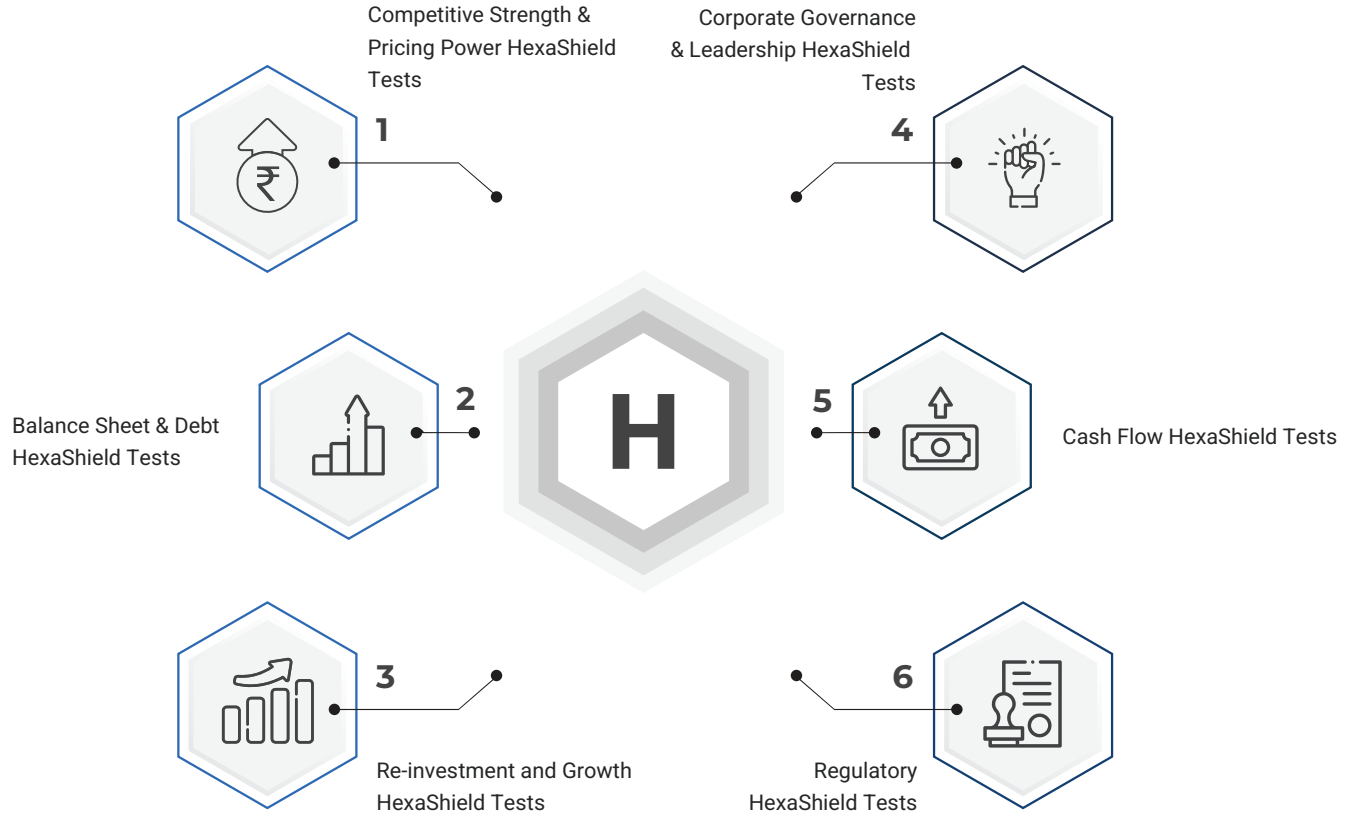 Competitive Strength &
Pricing Power HexaShield
Tests
1
₹
Balance Sheet & Debt
HexaShield Tests
2
3
Re-investment and Growth
HexaShield Tests
H
Corporate Governance
& Leadership HexaShield
Tests
4
5
Cash Flow HexaShield Tests
6
Regulatory
HexaShield Tests